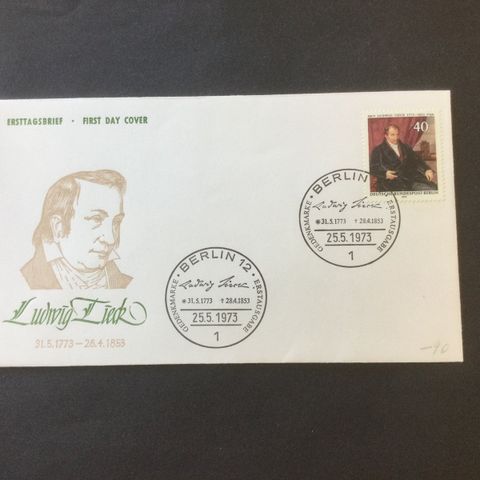 ERSTTAGSBRIEF · FIRST DAY COVER
40
DEUTSCHE BUNDESPOST BERLIN
· BERLIN 12 ·
GEDENKMARKE · ERSTAUSGABE
Ludwig Tieck
✳ 31.5.1773 † 28.4.1853
25.5.1973
1
· BERLIN 12 ·
GEDENKMARKE · ERSTAUSGABE
Ludwig Tieck
✳ 31.5.1773 † 28.4.1853
25.5.1973
1
Ludwig Tieck
31.5.1773 – 28.4.1853
-90